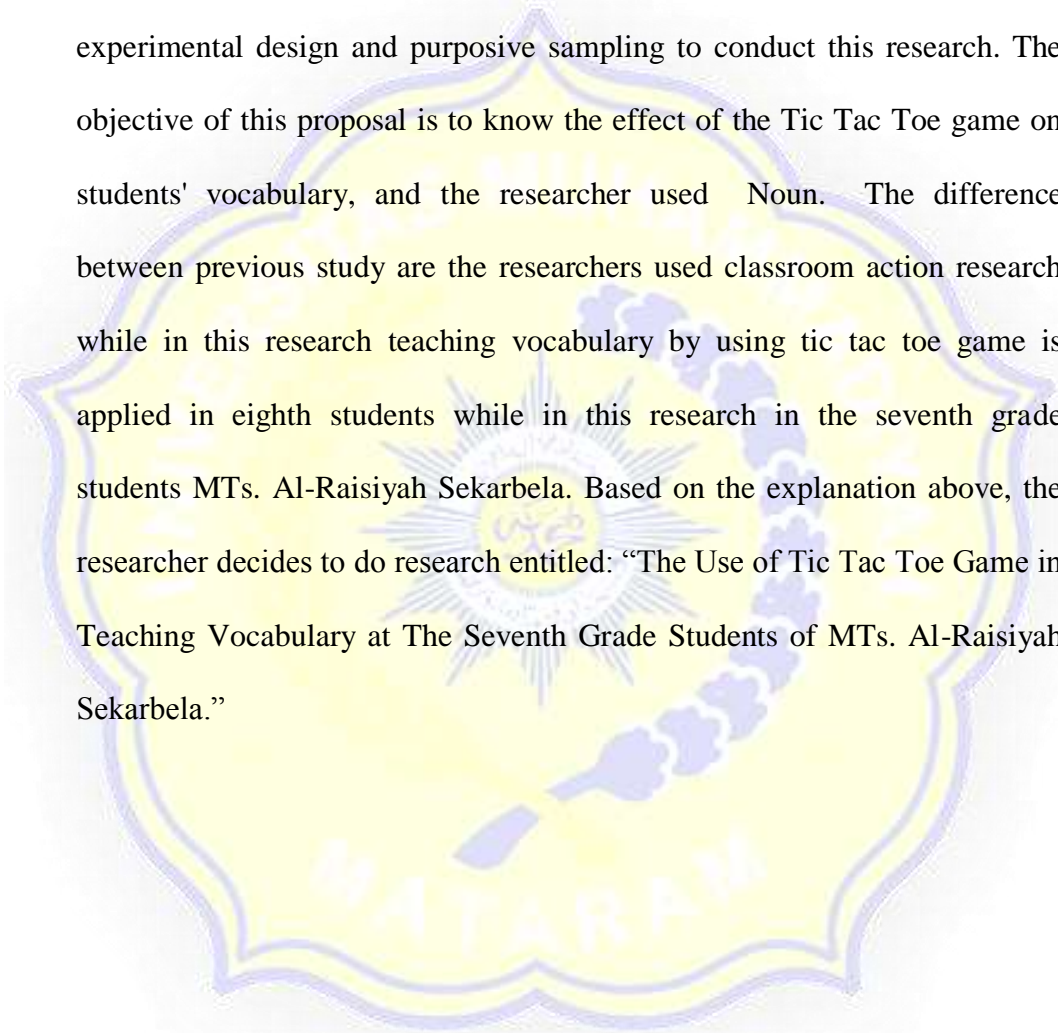 experimental design and purposive sampling to conduct this research. The
objective of this proposal is to know the effect of the Tic Tac Toe game on
students' vocabulary, and the researcher used Noun. The difference
between previous study are the researchers used classroom action research
while in this research teaching vocabulary by using tic tac toe game is
applied in eighth students while in this research in the seventh grade
students MTs. Al-Raisiyah Sekarbela. Based on the explanation above, the
researcher decides to do research entitled: “The Use of Tic Tac Toe Game in
Teaching Vocabulary at The Seventh Grade Students of MTs. Al-Raisiyah
Sekarbela.”
MATARAM